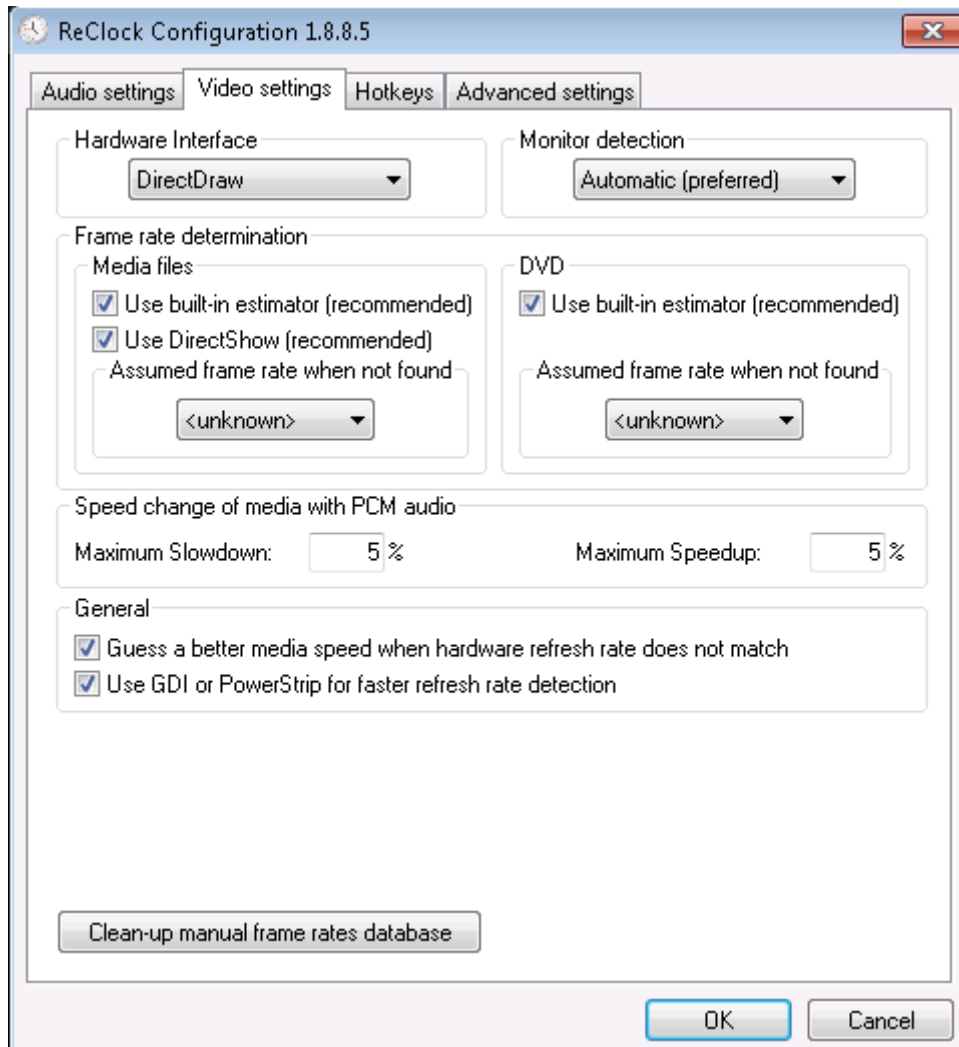 ReClock Configuration 1.8.8.5
Audio settings Video settings Hotkeys Advanced settings
Hardware Interface
DirectDraw
Monitor detection
Automatic (preferred)
Frame rate determination
Media files
Use built-in estimator (recommended)
Use DirectShow (recommended)
Assumed frame rate when not found
<unknown>
DVD
Use built-in estimator (recommended)
Assumed frame rate when not found
<unknown>
Speed change of media with PCM audio
Maximum Slowdown: 5 % Maximum Speedup: 5 %
General
Guess a better media speed when hardware refresh rate does not match
Use GDI or PowerStrip for faster refresh rate detection
Clean-up manual frame rates database
OK Cancel